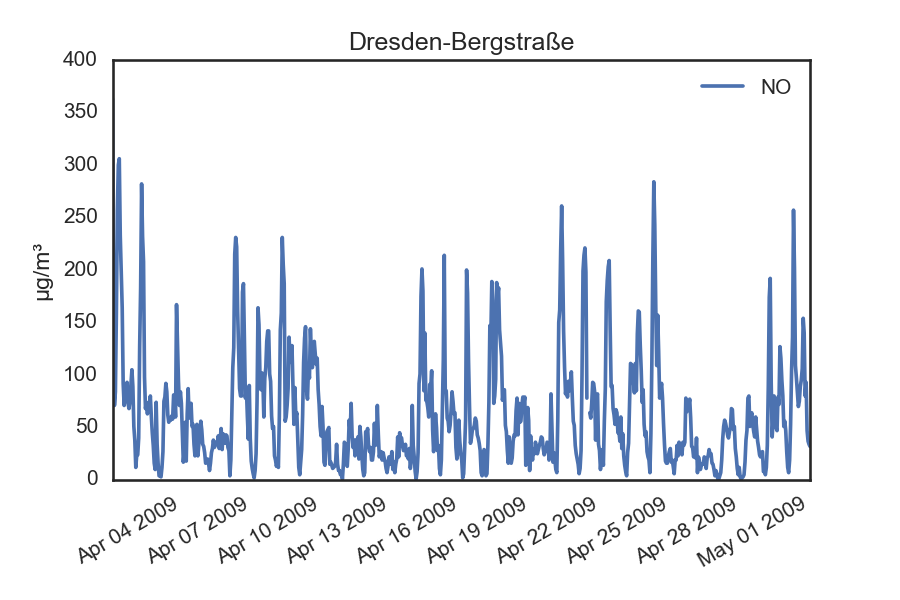 Dresden-Bergstraße
400
350
300
250
200
150
100
50
0
µg/m³
NO
Apr 04 2009
Apr 07 2009
Apr 10 2009
Apr 13 2009
Apr 16 2009
Apr 19 2009
Apr 22 2009
Apr 25 2009
Apr 28 2009
May 01 2009